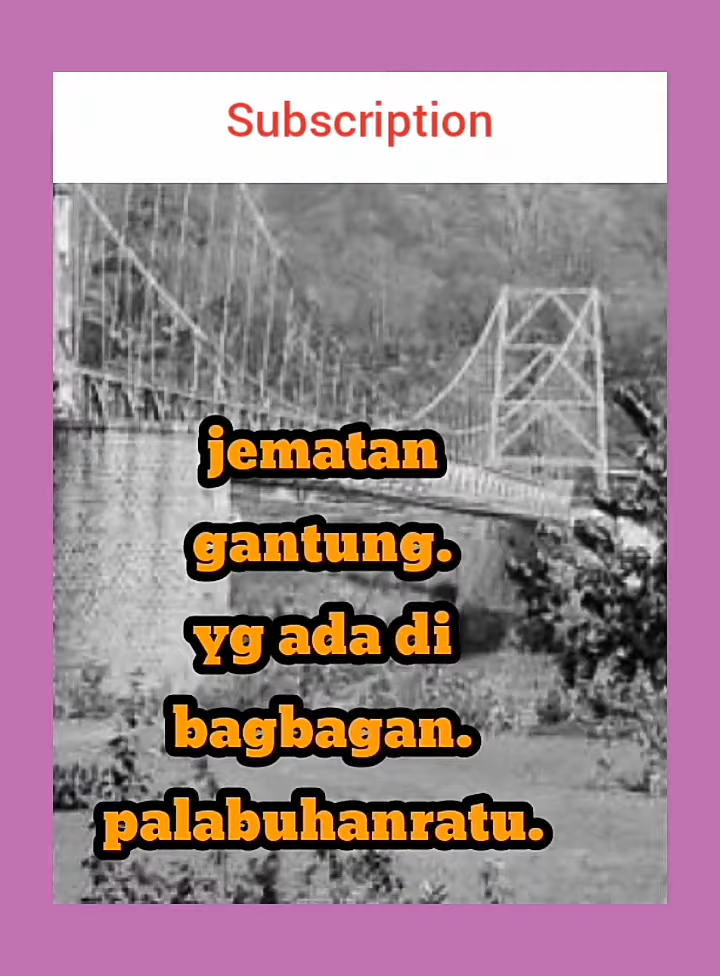 Subscription
jematan
gantung.
yg ada di
bagbagan.
palabuhanratu.